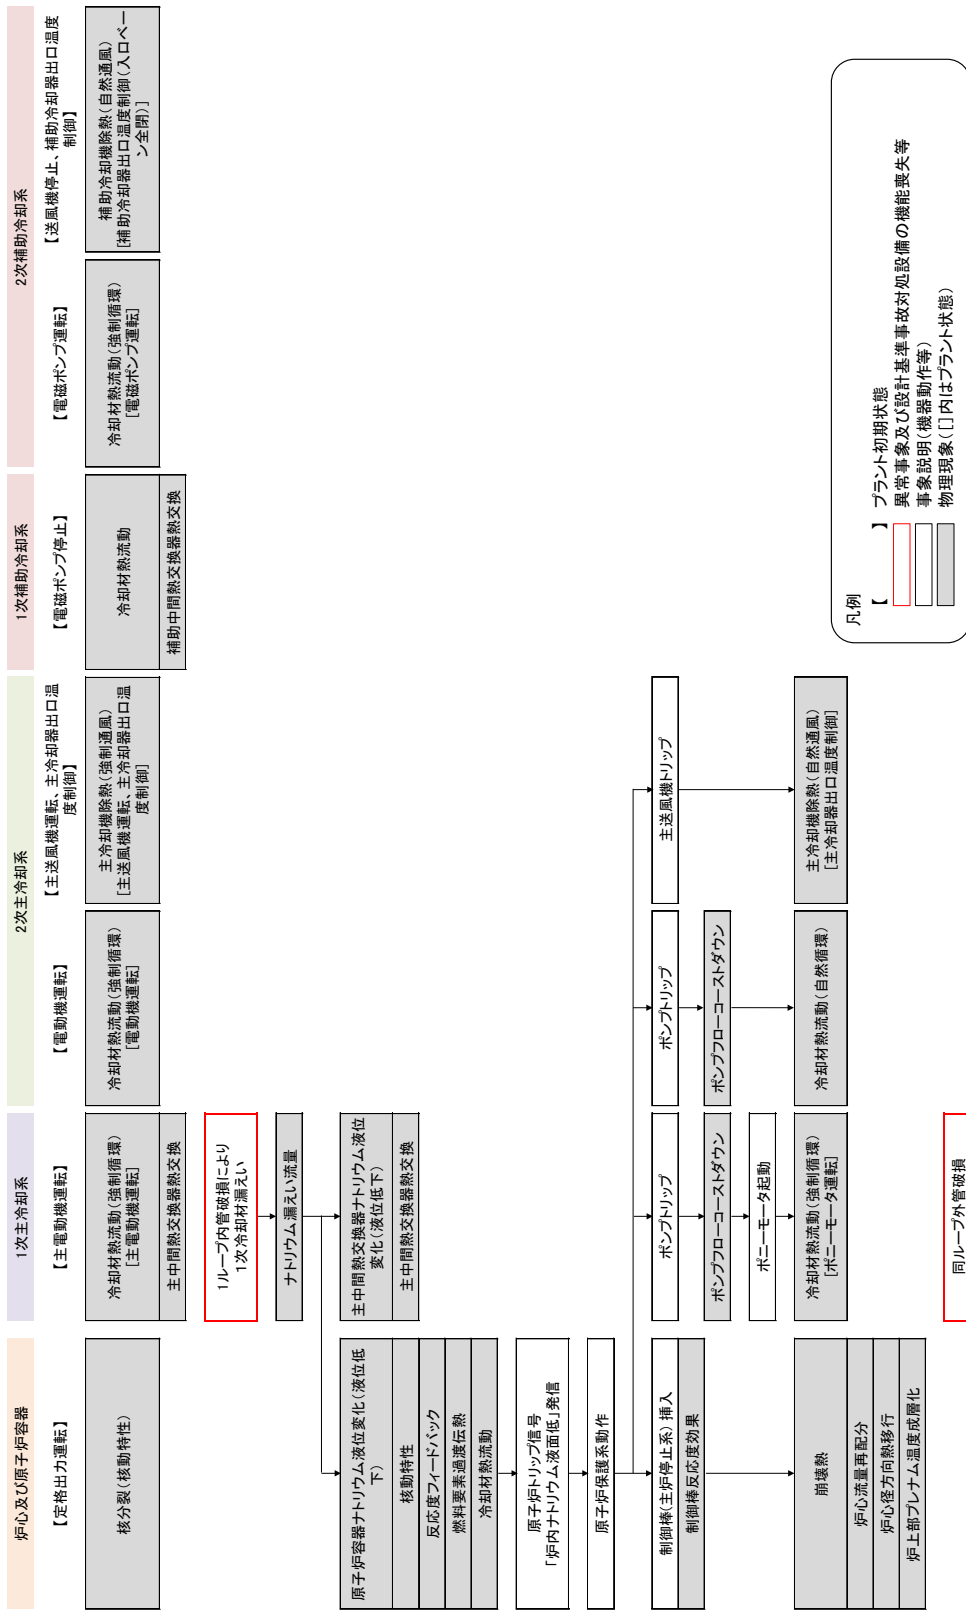 炉心及び原子炉容器
1次主冷却系
2次主冷却系
1次補助冷却系
2次補助冷却系
【定格出力運転】
【主電動機運転】
【電動機運転】
【主送風機運転、主冷却器出口温
度制御】
【電磁ポンプ停止】
【電磁ポンプ運転】
【送風機停止、補助冷却器出口温度
制御】
核分裂(核動特性)
冷却材熱流動(強制循環)
[主電動機運転]
主中間熱交換器熱交換
冷却材熱流動(強制循環)
[電動機運転]
主冷却機除熱(強制通風)
[主送風機運転、主冷却器出口温
度制御]
冷却材熱流動
補助中間熱交換器熱交換
冷却材熱流動(強制循環)
[電磁ポンプ運転]
補助冷却機除熱(自然通風)
[補助冷却器出口温度制御(入口ベー
ン全閉)]
1ループ内管破損により
1次冷却材漏えい
ナトリウム漏えい流量
原子炉容器ナトリウム液位変化(液位低
下)
核動特性
反応度フィードバック
燃料要素過渡伝熱
冷却材熱流動
主中間熱交換器ナトリウム液位
変化(液位低下)
主中間熱交換器熱交換
原子炉トリップ信号
「炉内ナトリウム液面低」発信
原子炉保護系動作
制御棒(主炉停止系)挿入
制御棒反応度効果
ポンプトリップ
ポンプフローコーストダウン
ポニーモータ起動
ポンプトリップ
ポンプフローコーストダウン
主送風機トリップ
崩壊熱
炉心流量再配分
炉心径方向熱移行
炉上部プレナム温度成層化
冷却材熱流動(強制循環)
[ポニーモータ運転]
冷却材熱流動(自然循環)
主冷却機除熱(自然通風)
[主冷却器出口温度制御]
同ループ外管破損
凡例
【　　】 プラント初期状態
異常事象及び設計基準事故対処設備の機能喪失等
事象説明(機器動作等)
物理現象([]内はプラント状態)